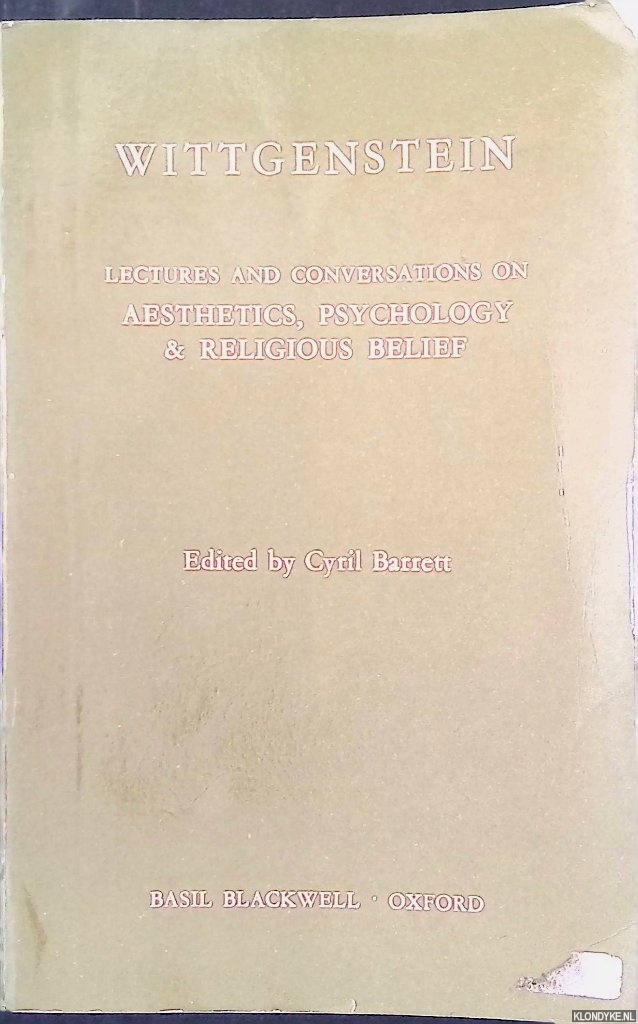 WITTGENSTEIN
LECTURES AND CONVERSATIONS ON
AESTHETICS, PSYCHOLOGY
& RELIGIOUS BELIEF
Edited by Cyril Barrett
BASIL BLACKWELL · OXFORD
KLONDYKE.NL